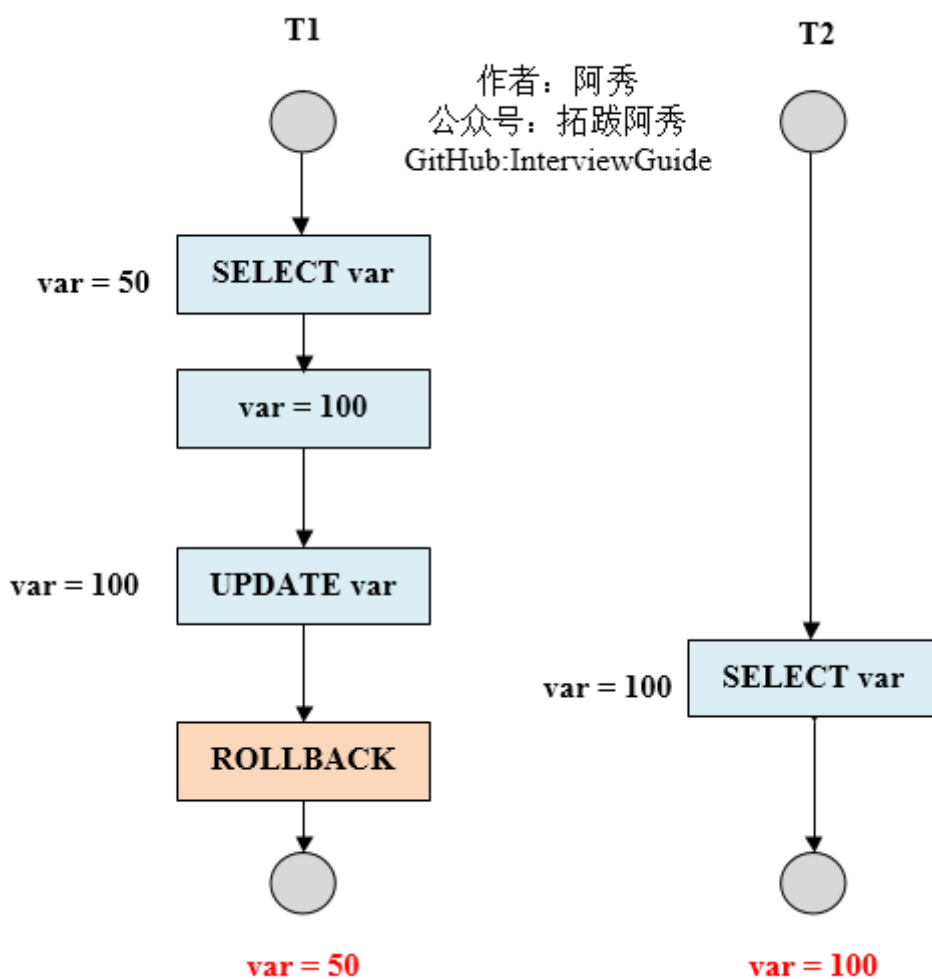 T1
T2
作者：阿秀
公众号：拓跋阿秀
GitHub:InterviewGuide
SELECT var
var = 50
var = 100
var = 100
UPDATE var
var = 100
SELECT var
ROLLBACK
var = 50
var = 100